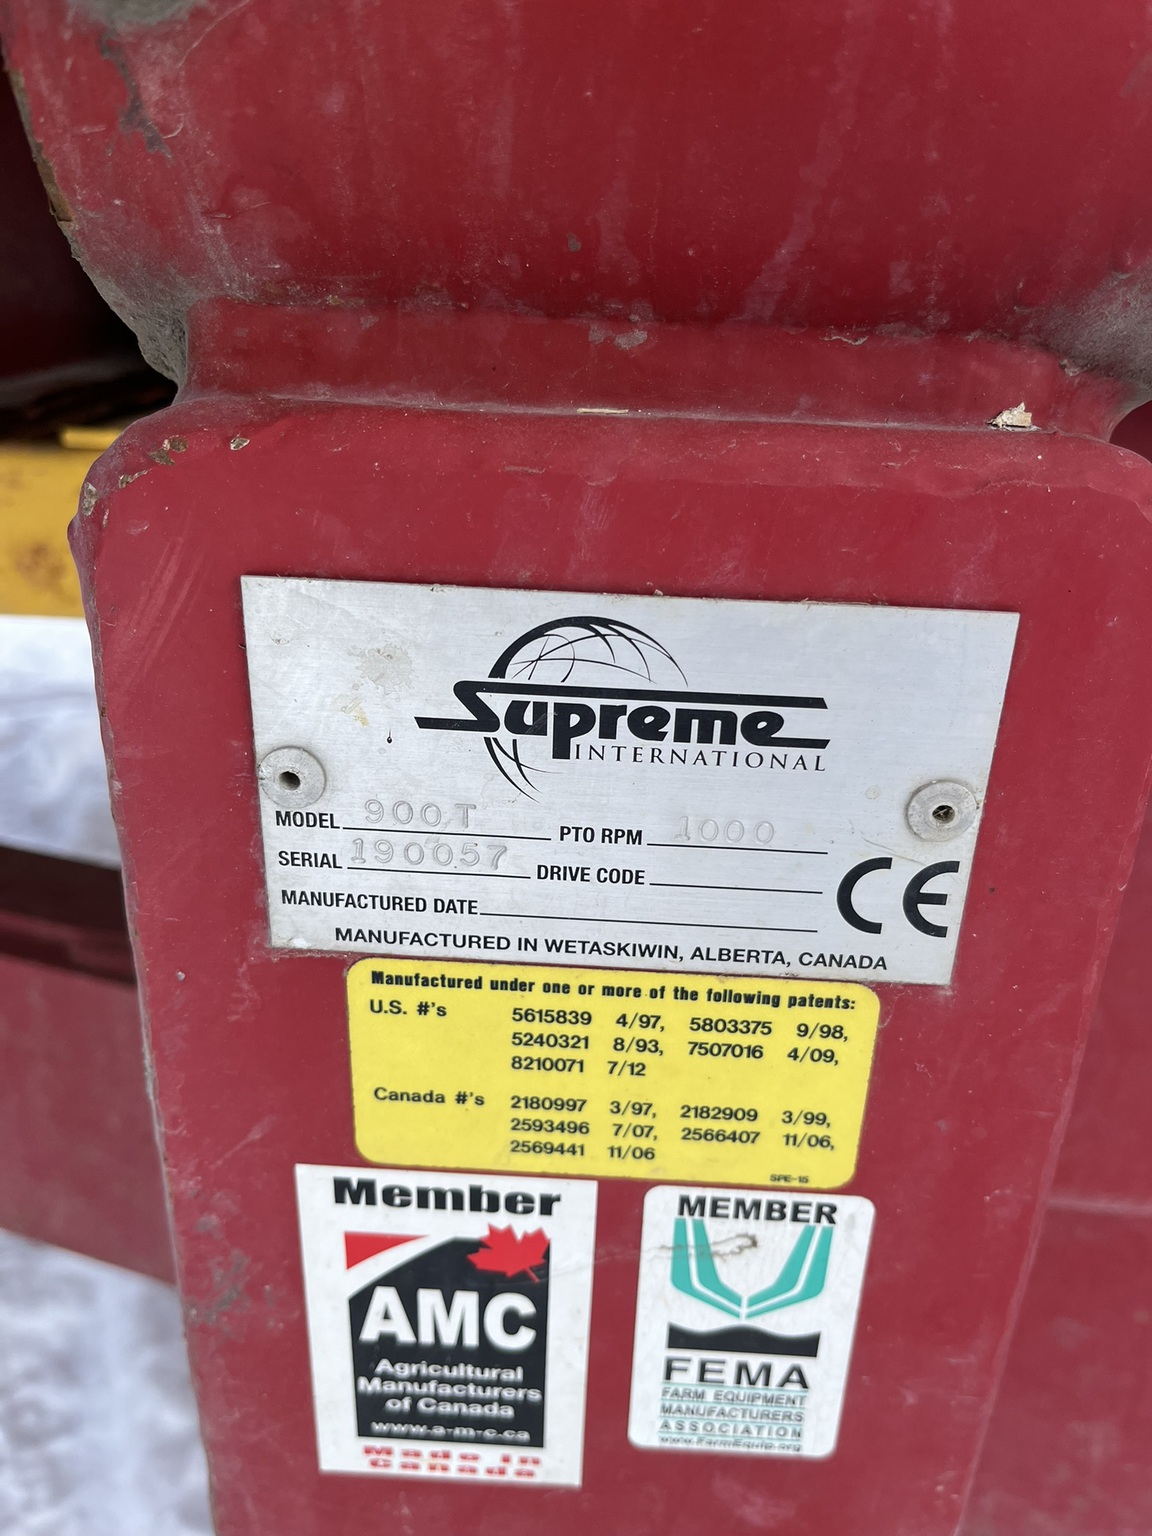 Supreme
INTERNATIONAL
MODEL 900T PTO RPM 1000
SERIAL 190057 DRIVE CODE
MANUFACTURED DATE
CE
MANUFACTURED IN WETASKIWIN, ALBERTA, CANADA
Manufactured under one or more of the following patents:
U.S. #'s 5615839 4/97, 5803375 9/98,
5240321 8/93, 7507016 4/09,
8210071 7/12
Canada #'s 2180997 3/97, 2182909 3/99,
2593496 7/07, 2566407 11/06,
2569441 11/06
SPE-15
Member
AMC
Agricultural
Manufacturers
of Canada
www.a-m-c.ca
Made in
Canada
MEMBER
FEMA
FARM EQUIPMENT
MANUFACTURERS
ASSOCIATION
www.FarmEquip.org